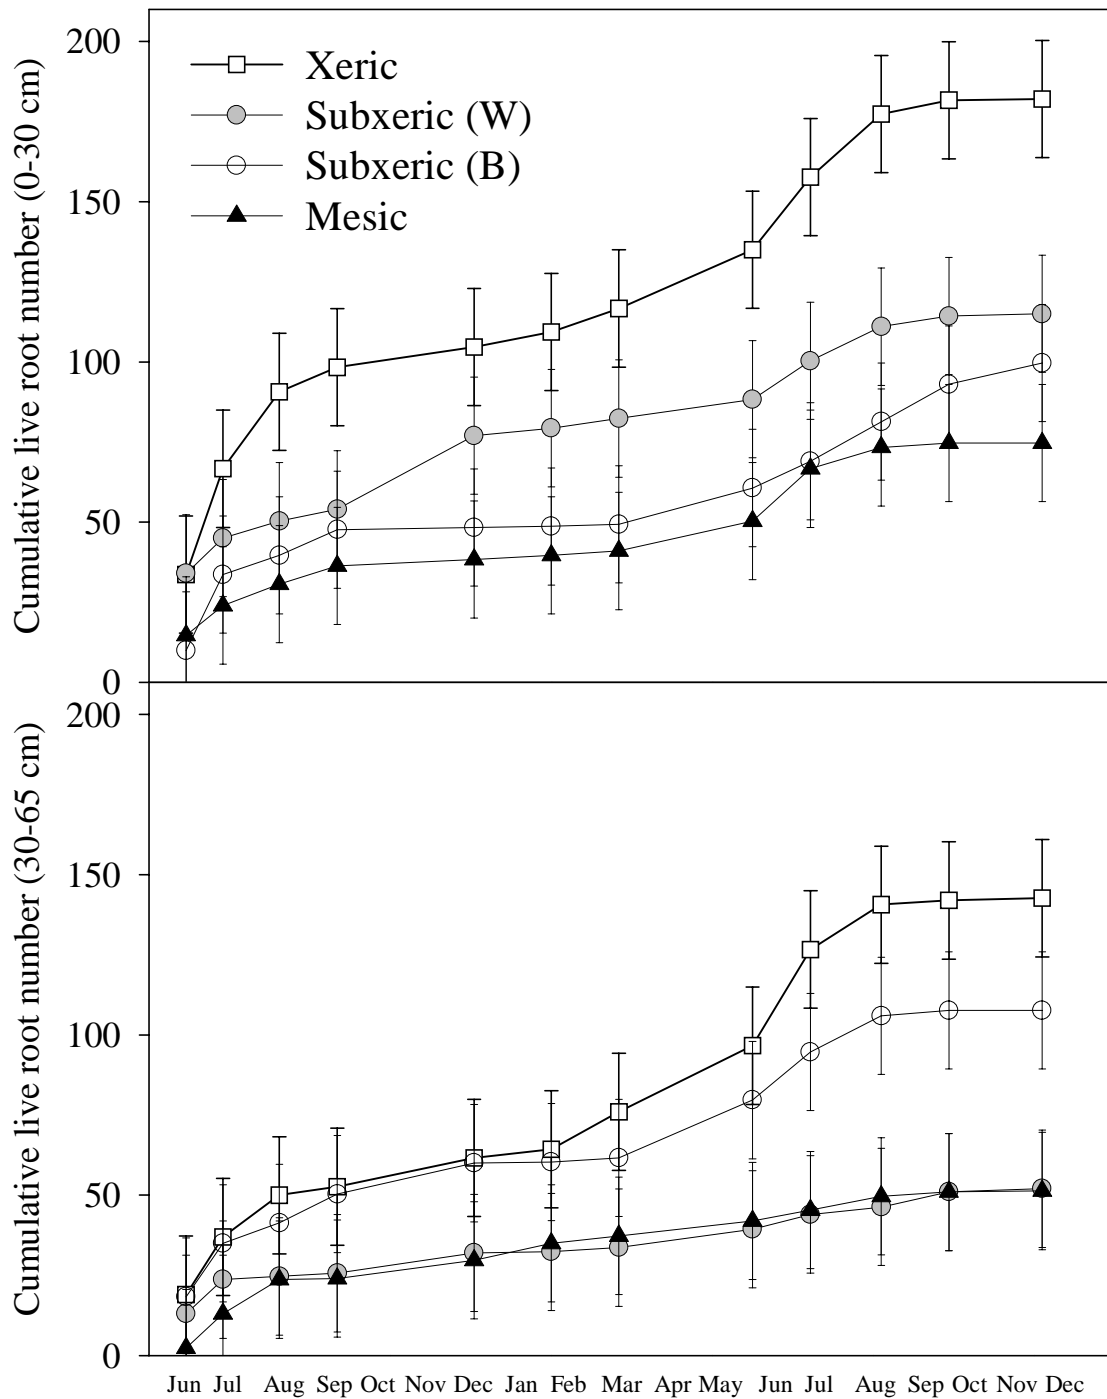 Cumulative live root number (0-30 cm)
200
150
100
50
0
Xeric
Subxeric (W)
Subxeric (B)
Mesic
Cumulative live root number (30-65 cm)
200
150
100
50
0
Jun Jul Aug Sep Oct Nov Dec Jan Feb Mar Apr May Jun Jul Aug Sep Oct Nov Dec